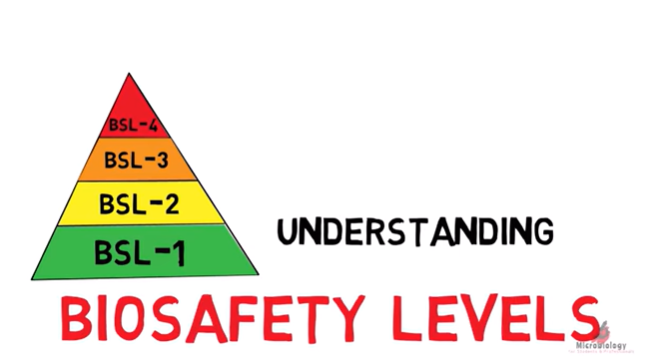 BSL-4
BSL-3
BSL-2
BSL-1
UNDERSTANDING
BIOSAFETY LEVELS
Microbiology